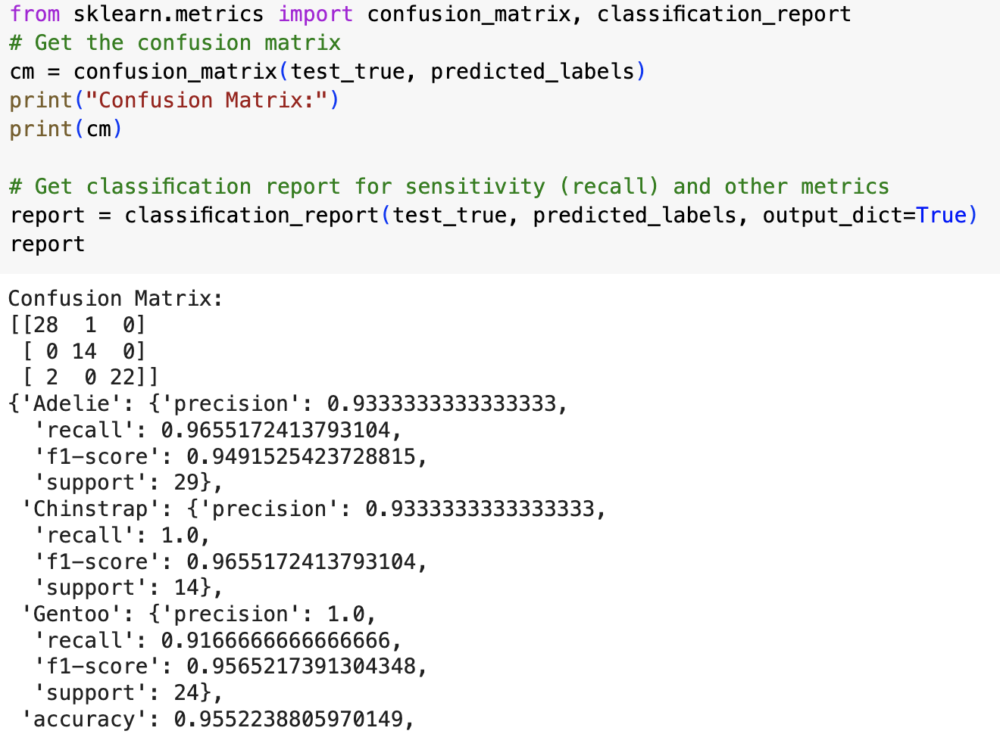 from sklearn.metrics import confusion_matrix, classification_report
# Get the confusion matrix
cm = confusion_matrix(test_true, predicted_labels)
print("Confusion Matrix:")
print(cm)

# Get classification report for sensitivity (recall) and other metrics
report = classification_report(test_true, predicted_labels, output_dict=True)
report
Confusion Matrix:
[[28  1  0]
 [ 0 14  0]
 [ 2  0 22]]
{'Adelie': {'precision': 0.9333333333333333,
  'recall': 0.9655172413793104,
  'f1-score': 0.9491525423728815,
  'support': 29},
 'Chinstrap': {'precision': 0.9333333333333333,
  'recall': 1.0,
  'f1-score': 0.9655172413793104,
  'support': 14},
 'Gentoo': {'precision': 1.0,
  'recall': 0.9166666666666666,
  'f1-score': 0.9565217391304348,
  'support': 24},
 'accuracy': 0.9552238805970149,